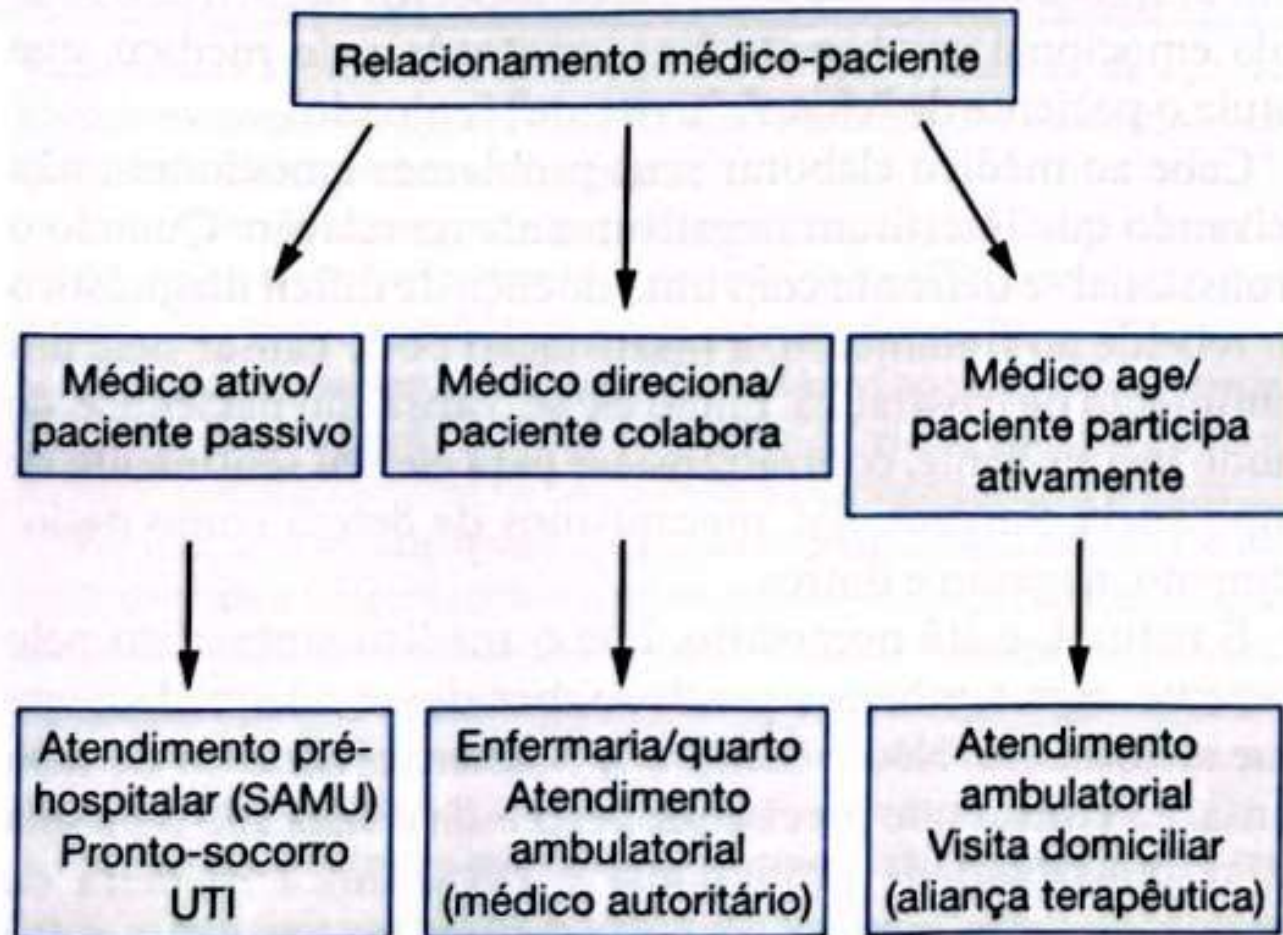 Relacionamento médico-paciente
Médico ativo/
paciente passivo
Médico direciona/
paciente colabora
Médico age/
paciente participa
ativamente
Atendimento pré-
hospitalar (SAMU)
Pronto-socorro
UTI
Enfermaria/quarto
Atendimento
ambulatorial
(médico autoritário)
Atendimento
ambulatorial
Visita domiciliar
(aliança terapêutica)